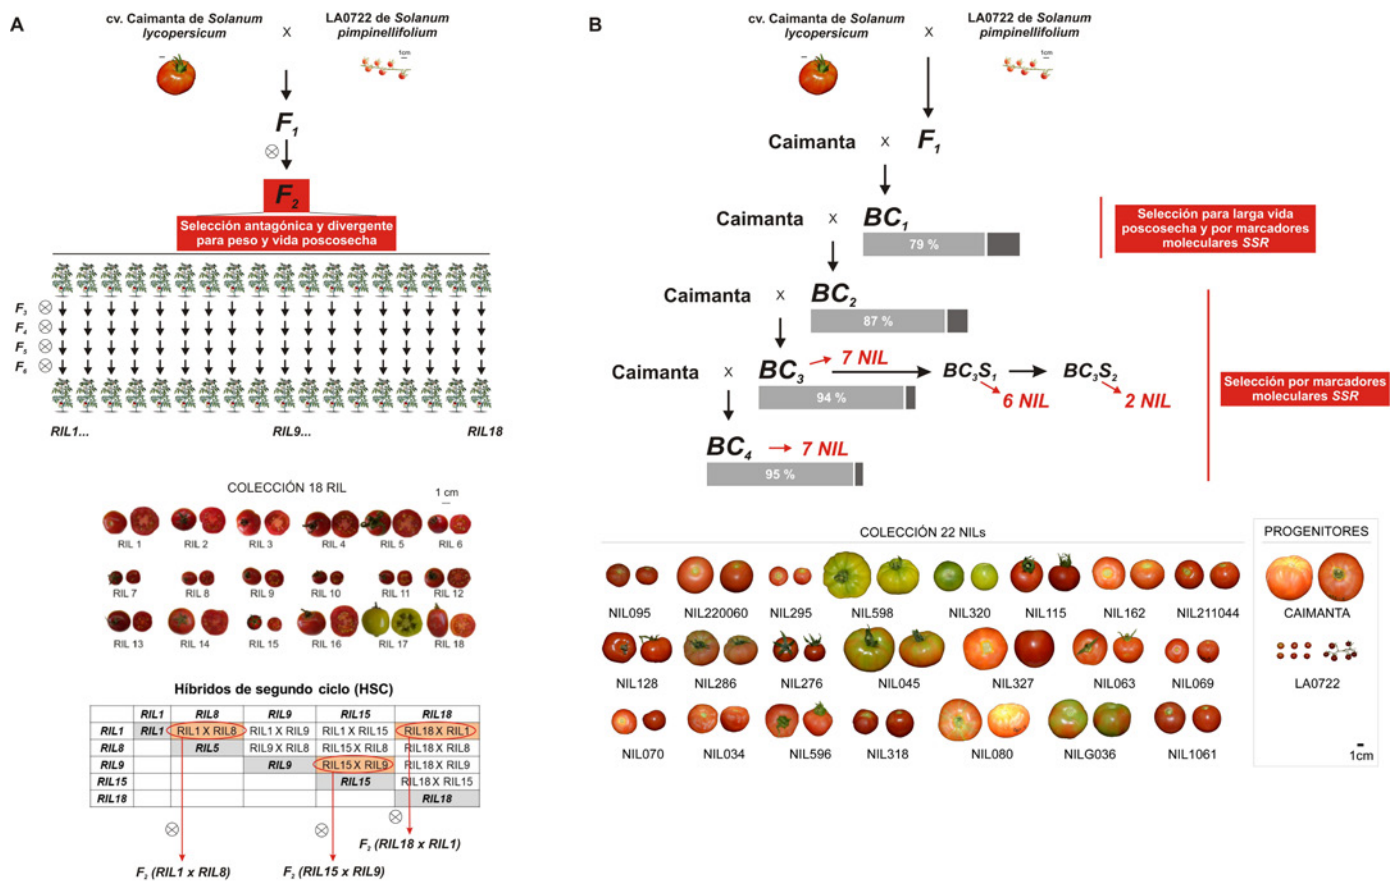 A
cv. Caimanta de Solanum
lycopersicum
X
LA0722 de Solanum
pimpinellifolium
1cm
F1
F2
Selección antagónica y divergente
para peso y vida poscosecha
F3
F4
F5
F6
RIL1...
RIL9...
RIL18
COLECCIÓN 18 RIL
1 cm
RIL 1 RIL 2 RIL 3 RIL 4 RIL 5 RIL 6
RIL 7 RIL 8 RIL 9 RIL 10 RIL 11 RIL 12
RIL 13 RIL 14 RIL 15 RIL 16 RIL 17 RIL 18
Híbridos de segundo ciclo (HSC)
RIL1 RIL8 RIL9 RIL15 RIL18
RIL1 RIL1 RIL1 X RIL8 RIL1 X RIL9 RIL1 X RIL15 RIL18 X RIL1
RIL8 RIL5 RIL9 X RIL8 RIL15 X RIL8 RIL18 X RIL8
RIL9 RIL9 RIL15 X RIL9 RIL18 X RIL9
RIL15 RIL15 RIL18 X RIL15
RIL18 RIL18
F2 (RIL18 x RIL1)
F2 (RIL1 x RIL8)
F2 (RIL15 x RIL9)
B
cv. Caimanta de Solanum
lycopersicum
X
LA0722 de Solanum
pimpinellifolium
1cm
Caimanta X F1
Caimanta X BC1
79 %
Selección para larga vida
poscosecha y por marcadores
moleculares SSR
Caimanta X BC2
87 %
Caimanta X BC3 7 NIL BC3S1 BC3S2
94 %
6 NIL 2 NIL
Selección por marcadores
moleculares SSR
BC4 7 NIL
95 %
COLECCIÓN 22 NILs
NIL095 NIL220060 NIL295 NIL598 NIL320 NIL115 NIL162 NIL211044
NIL128 NIL286 NIL276 NIL045 NIL327 NIL063 NIL069
NIL070 NIL034 NIL596 NIL318 NIL080 NILG036 NIL1061
PROGENITORES
CAIMANTA
LA0722
1cm